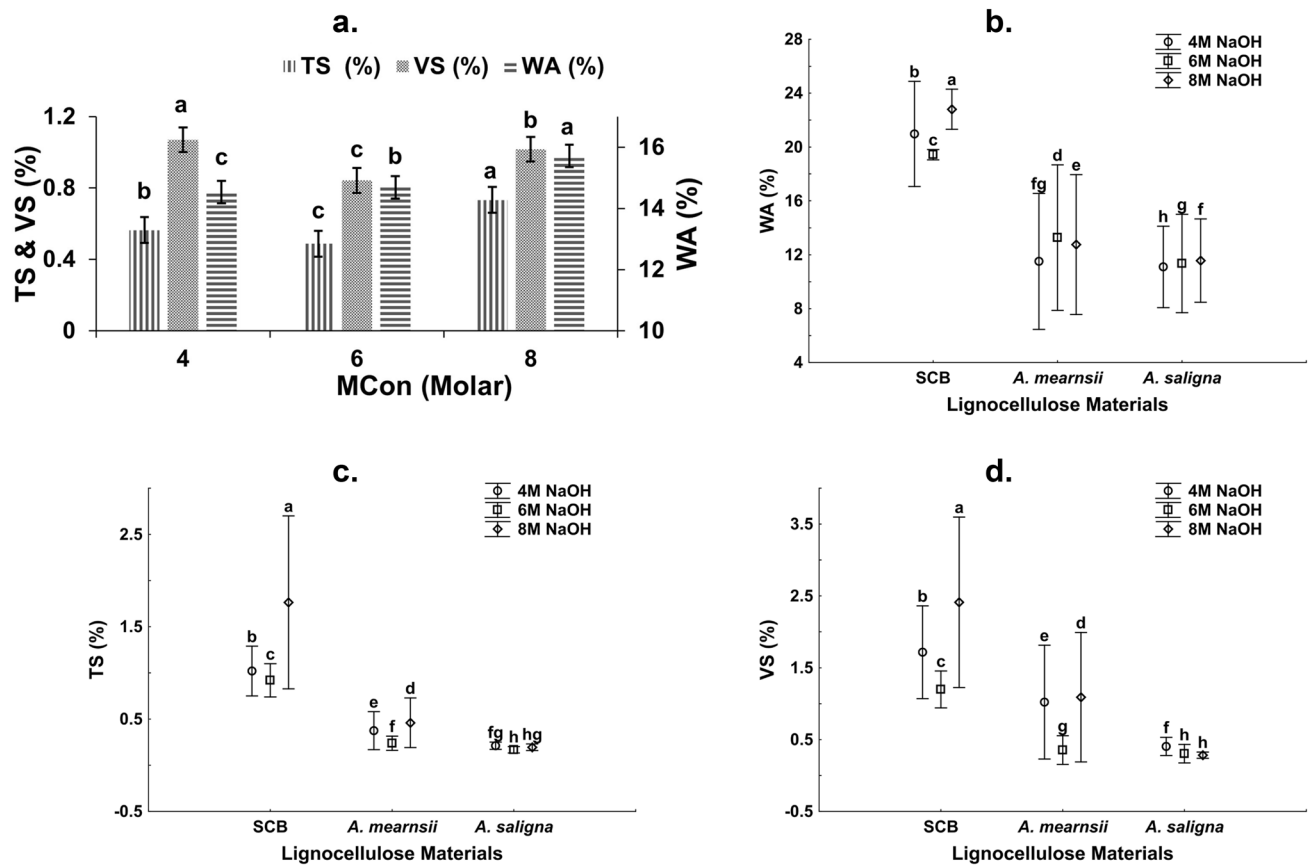 a.
TS (%) VS (%) WA (%)
TS & VS (%)
1.2
0.8
0.4
0
b a c
c c b
a b a
16
14
12
10
WA (%)
4 6 8
MCon (Molar)
b.
4M NaOH
6M NaOH
8M NaOH
WA (%)
28
24
20
16
12
8
4
b c a
fg d e
h g f
SCB A. mearnsii A. saligna
Lignocellulose Materials
c.
4M NaOH
6M NaOH
8M NaOH
TS (%)
2.5
1.5
0.5
-0.5
b c a
e f d
fg h hg
SCB A. mearnsii A. saligna
Lignocellulose Materials
d.
4M NaOH
6M NaOH
8M NaOH
VS (%)
3.5
2.5
1.5
0.5
-0.5
b c a
e g d
f h h
SCB A. mearnsii A. saligna
Lignocellulose Materials